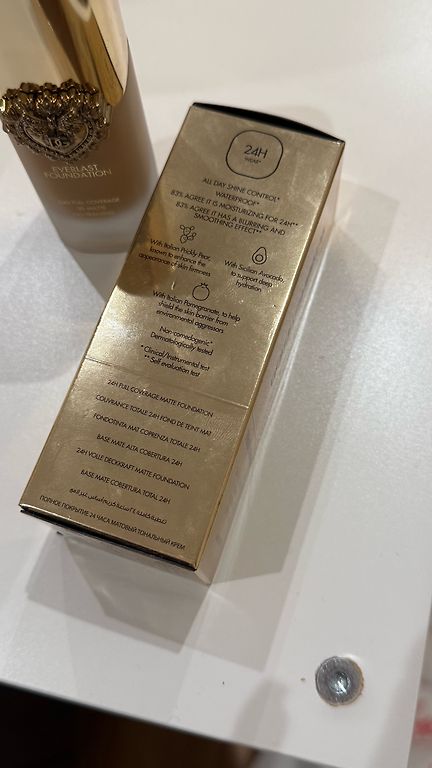 EVERLAST
FOUNDATION
24H FULL COVERAGE
24H
WEAR*
ALL DAY SHINE CONTROL*
WATERPROOF*
83% AGREE IT IS MOISTURIZING FOR 24H**
83% AGREE IT HAS A BLURRING AND
SMOOTHING EFFECT**
With Italian Prickly Pear,
known to enhance the
appearance of skin firmness
With Sicilian Avocado,
to support deep
hydration
With Italian Pomegranate, to help
shield the skin barrier from
environmental aggressors
Non-comedogenic*
Dermatologically tested
* Clinical/Instrumental test
** Self evaluation test
24H FULL COVERAGE MATTE FOUNDATION
COUVRANCE TOTALE 24H FOND DE TEINT MAT
FONDOTINTA MAT COPRENZA TOTALE 24H
BASE MATE ALTA COBERTURA 24H
24H VOLLE DECKKRAFT MATTE FOUNDATION
BASE MATE COBERTURA TOTAL 24H
ПОЛНОЕ ПОКРЫТИЕ 24 ЧАСА МАТОВЫЙ ТОНАЛЬНЫЙ КРЕМ